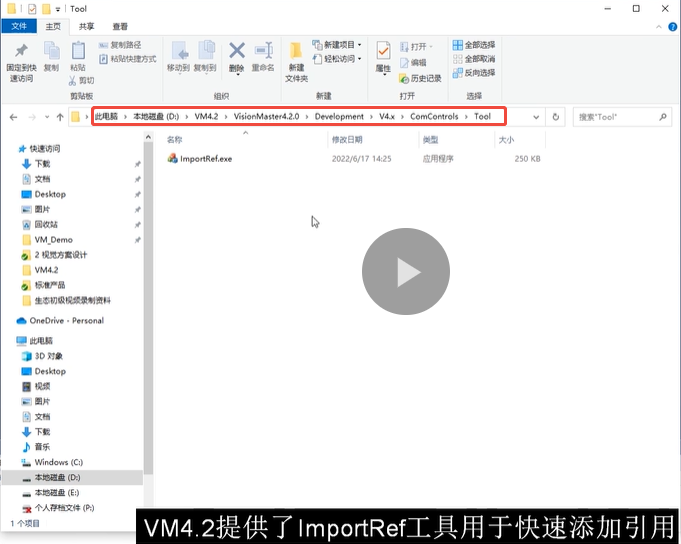 Tool
文件 主页 共享 查看
固定到快速访问 复制 粘贴 复制路径 粘贴快捷方式 剪切 移动到 复制到 删除 重命名 新建文件夹 新建项目 轻松访问 属性 打开 编辑 历史记录 全部选择 全部取消 反向选择
剪贴板 组织 新建 打开 选择
此电脑 › 本地磁盘 (D:) › VM4.2 › VisionMaster4.2.0 › Development › V4.x › ComControls › Tool 搜索"Tool"
名称 修改日期 类型 大小
ImportRef.exe 2022/6/17 14:25 应用程序 250 KB
快速访问
下载
文档
Desktop
图片
回收站
VM_Demo
2 视觉方案设计
VM4.2
标准产品
生态初级视频录制资料
OneDrive - Personal
此电脑
3D 对象
Desktop
视频
图片
文档
下载
音乐
Windows (C:)
本地磁盘 (D:)
本地磁盘 (E:)
个人存档文件 (P:)
1 个项目
VM4.2提供了ImportRef工具用于快速添加引用